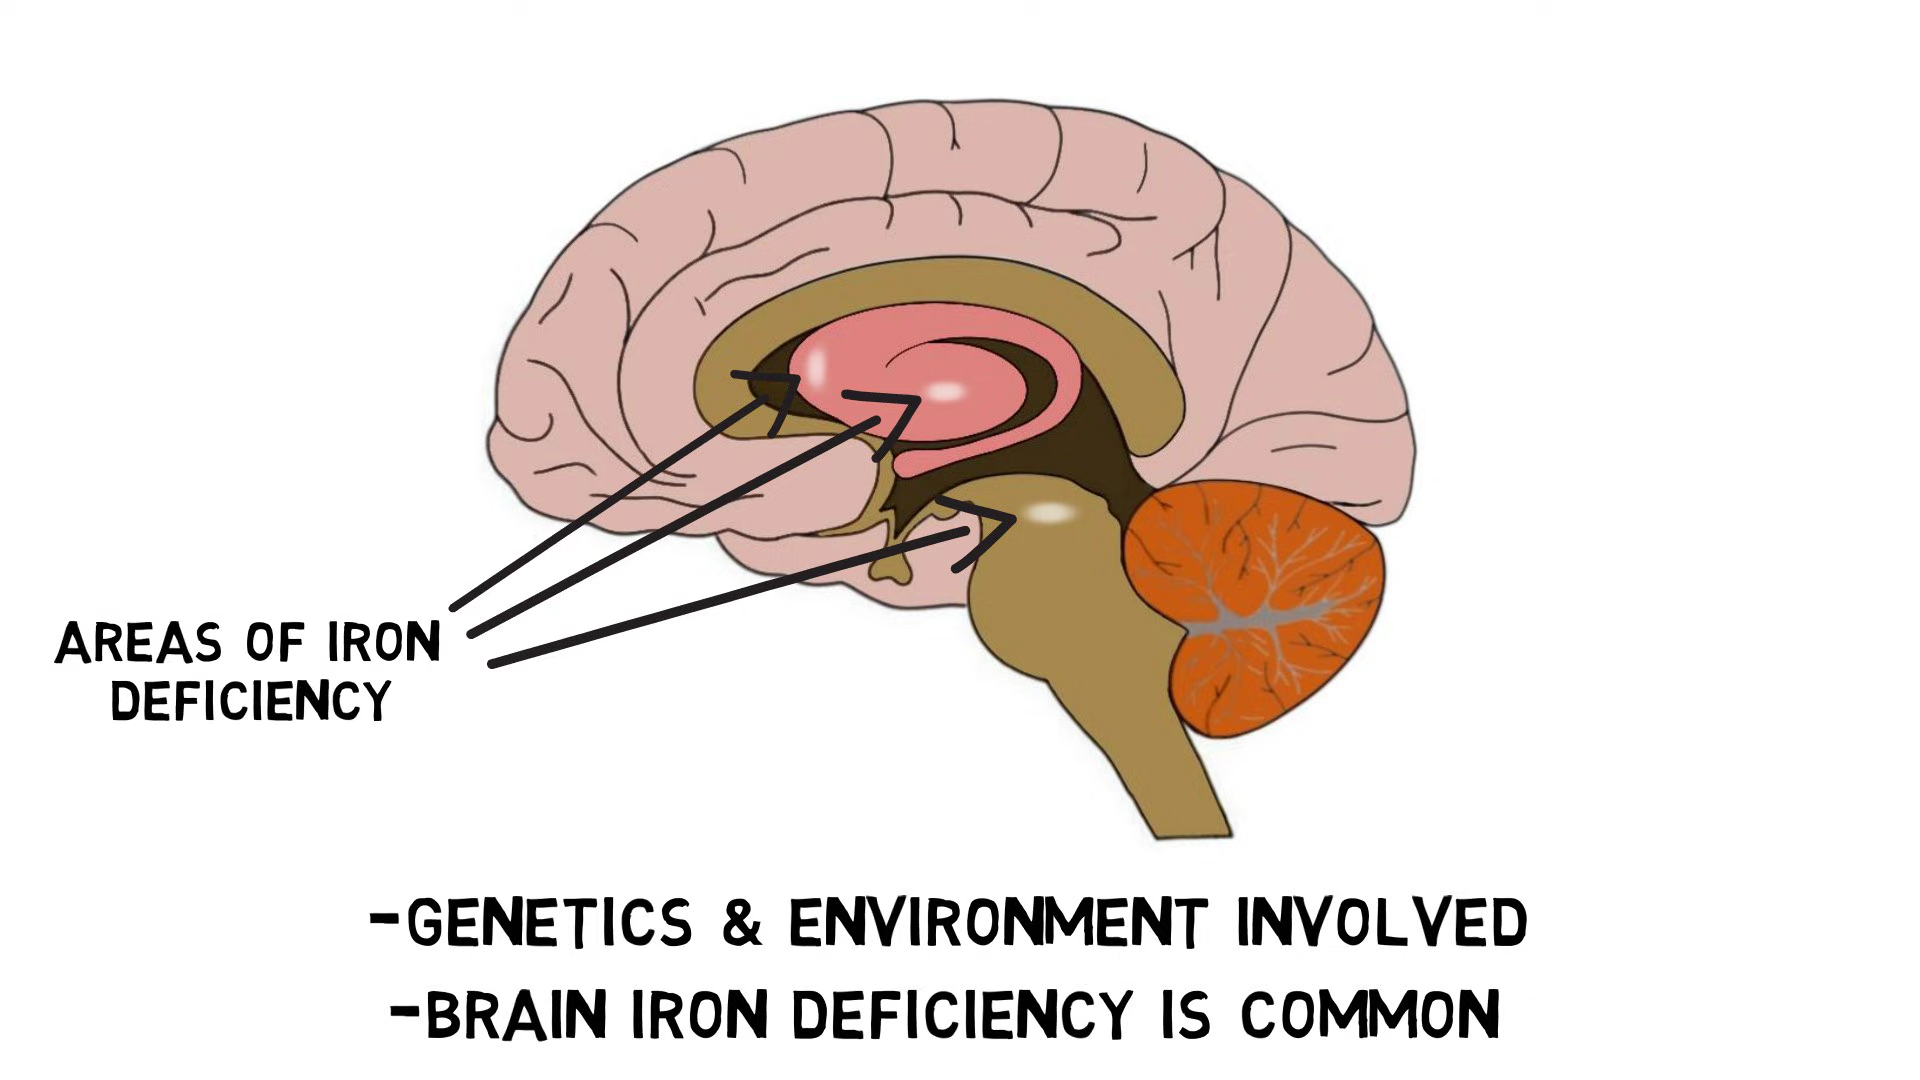 AREAS OF IRON
DEFICIENCY
-GENETICS & ENVIRONMENT INVOLVED
-BRAIN IRON DEFICIENCY IS COMMON